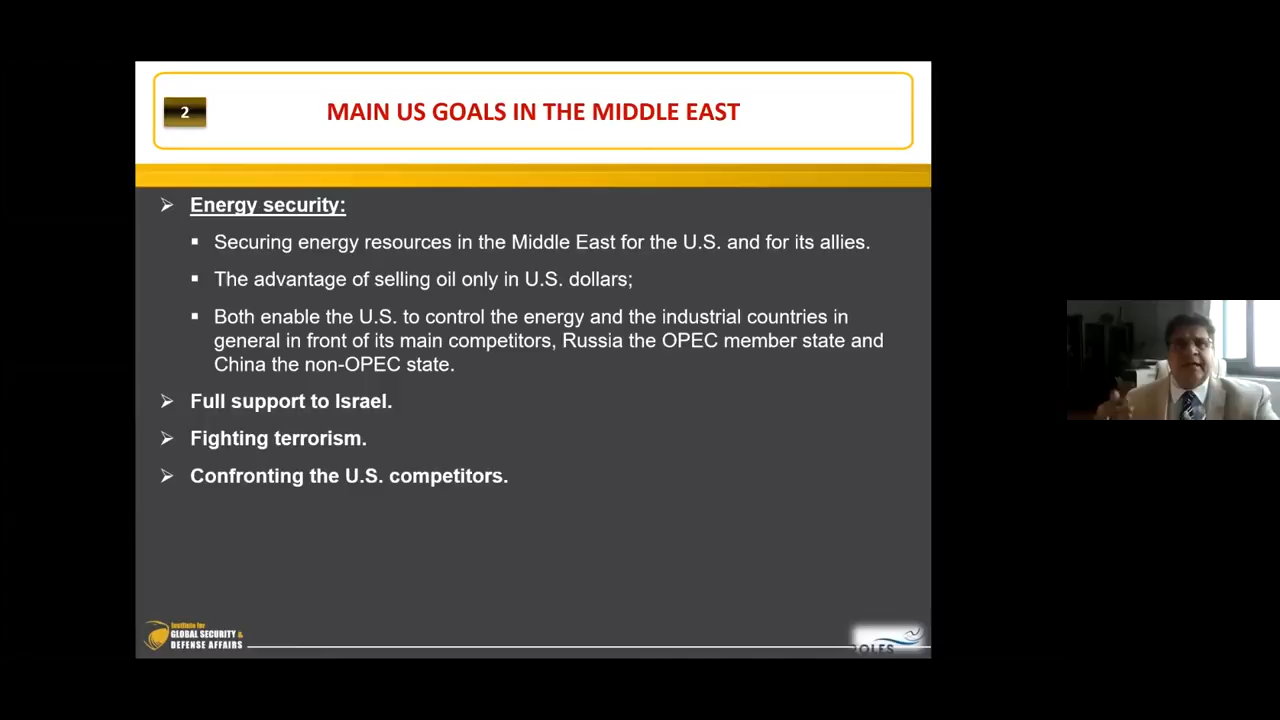 2
MAIN US GOALS IN THE MIDDLE EAST
Energy security:
Securing energy resources in the Middle East for the U.S. and for its allies.
The advantage of selling oil only in U.S. dollars;
Both enable the U.S. to control the energy and the industrial countries in
general in front of its main competitors, Russia the OPEC member state and
China the non-OPEC state.
Full support to Israel.
Fighting terrorism.
Confronting the U.S. competitors.
Institute for
GLOBAL SECURITY &
DEFENSE AFFAIRS